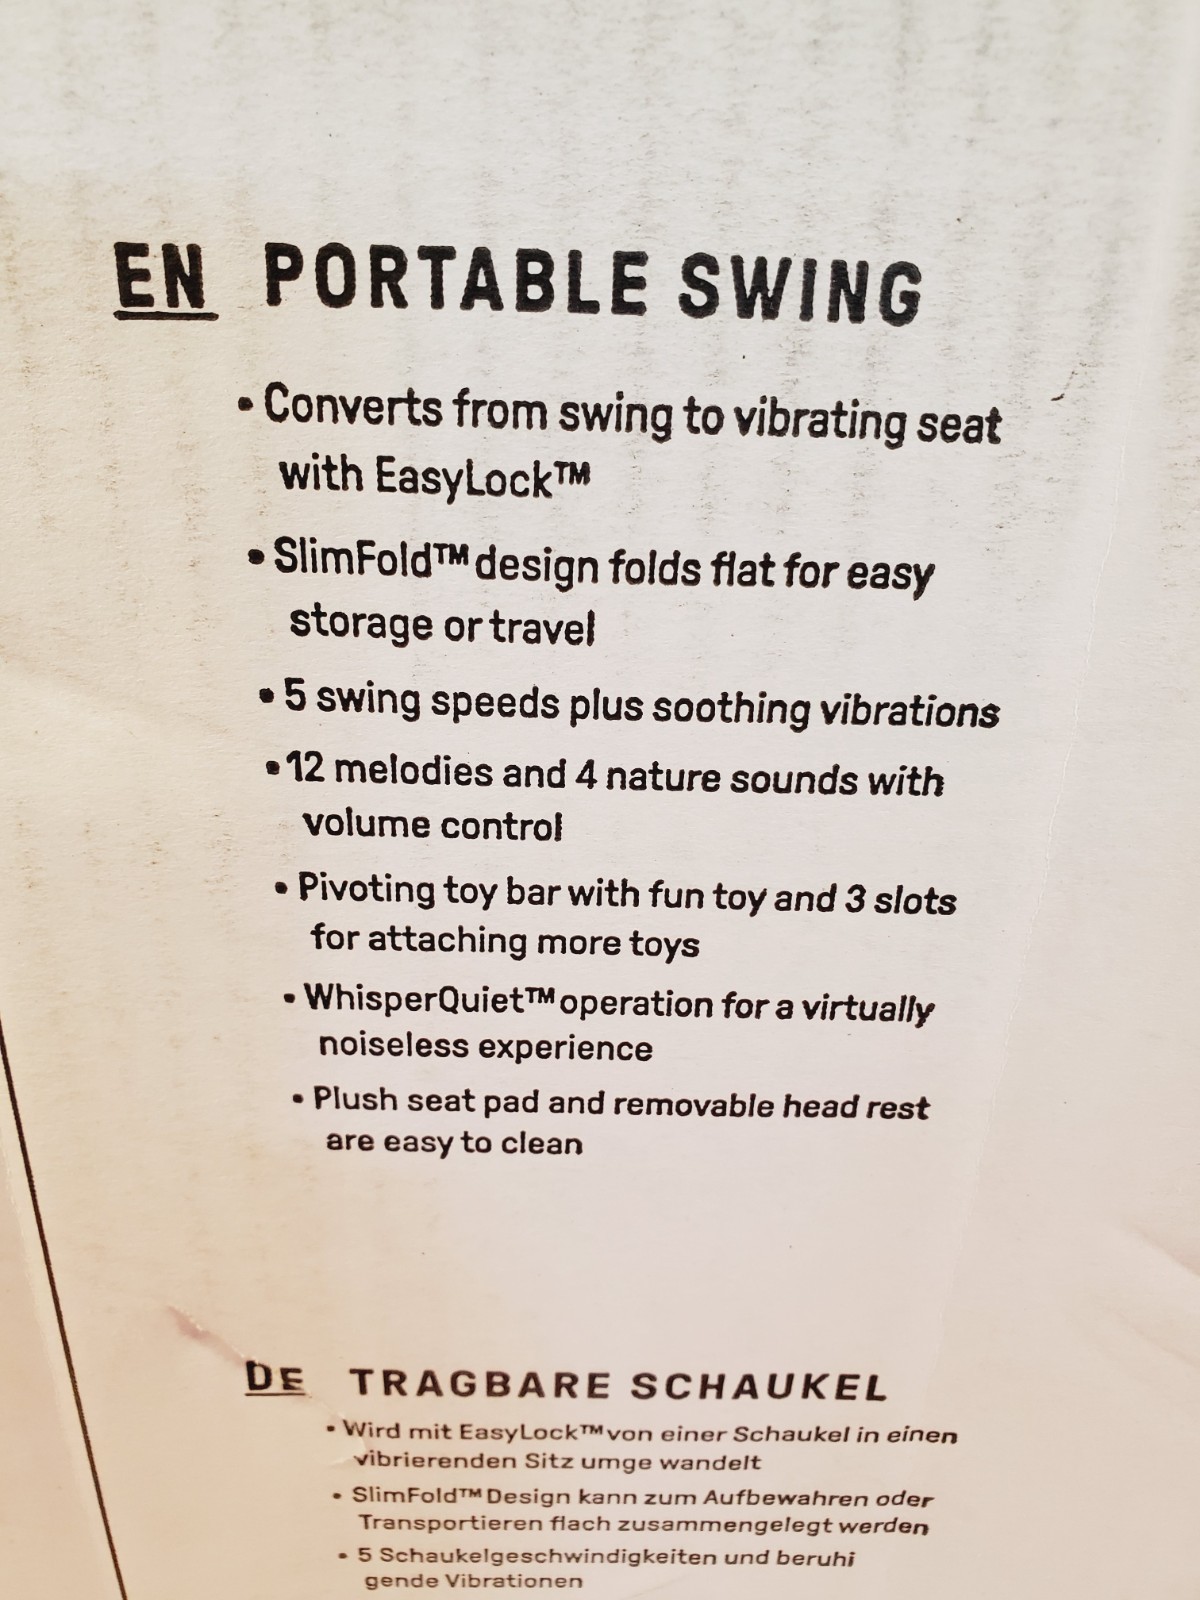 EN PORTABLE SWING
• Converts from swing to vibrating seat
with EasyLock™
• SlimFold™ design folds flat for easy
storage or travel
• 5 swing speeds plus soothing vibrations
• 12 melodies and 4 nature sounds with
volume control
• Pivoting toy bar with fun toy and 3 slots
for attaching more toys
• WhisperQuiet™ operation for a virtually
noiseless experience
• Plush seat pad and removable head rest
are easy to clean
DE TRAGBARE SCHAUKEL
• Wird mit EasyLock™ von einer Schaukel in einen
vibrierenden Sitz umge wandelt
• SlimFold™ Design kann zum Aufbewahren oder
Transportieren flach zusammengelegt werden
• 5 Schaukelgeschwindigkeiten und beruhi
gende Vibrationen